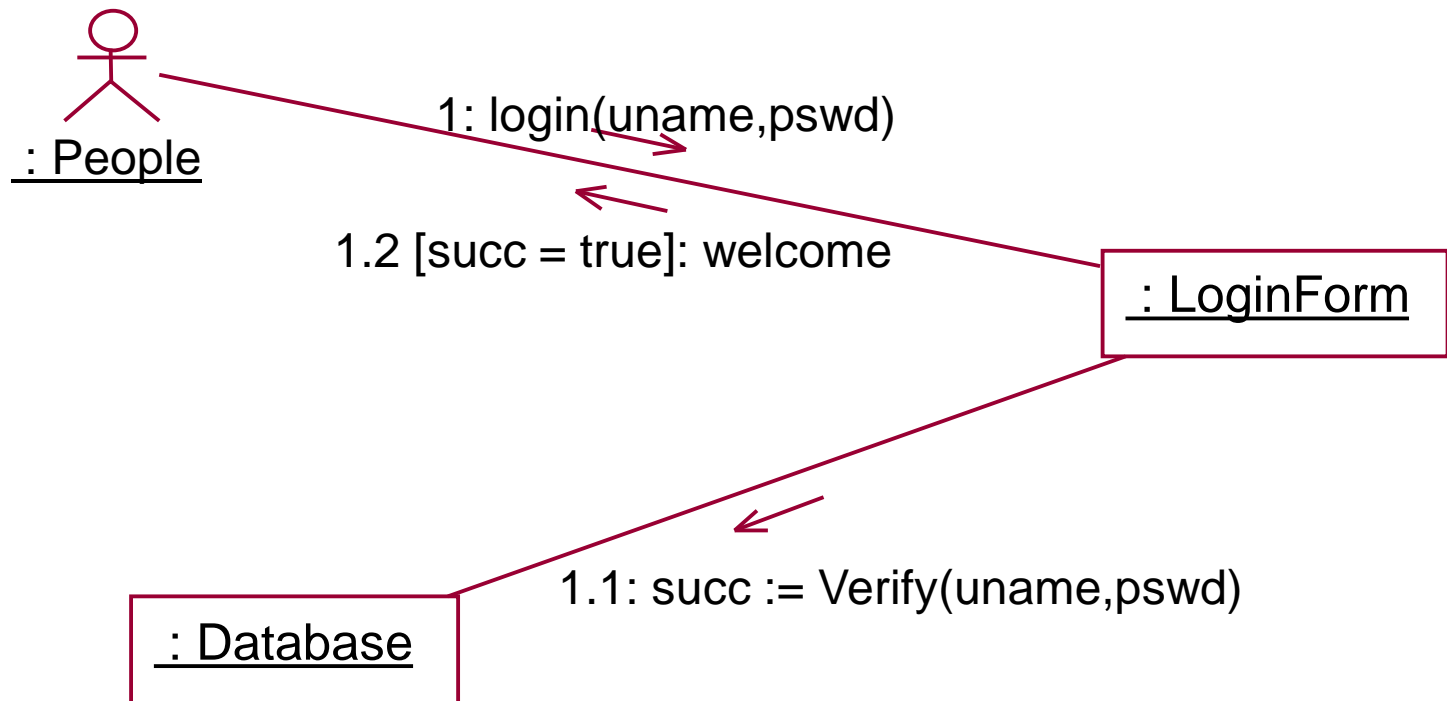 1: login(uname,pswd)
: People
1.2 [succ = true]: welcome
: LoginForm
1.1: succ := Verify(uname,pswd)
: Database